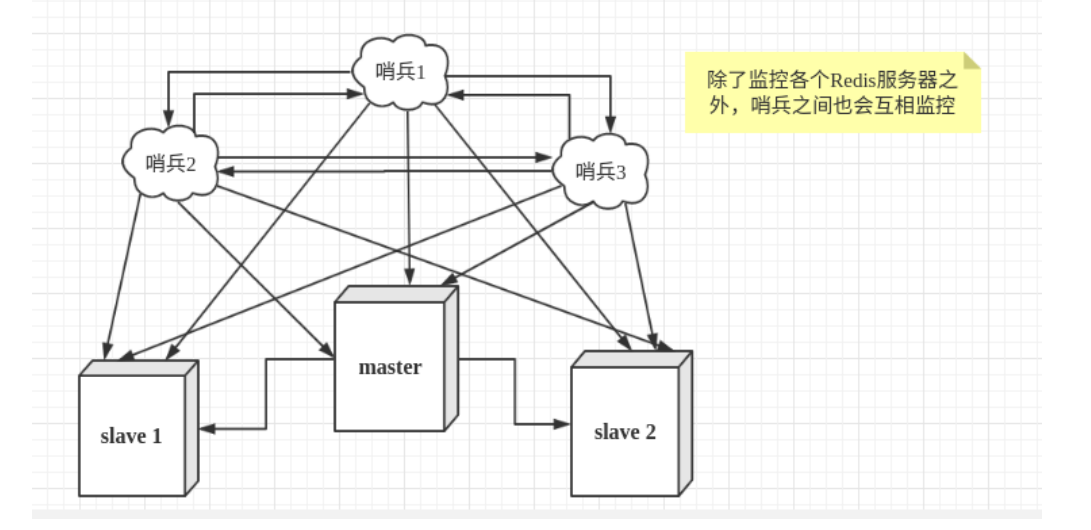 哨兵1
除了监控各个Redis服务器之
外，哨兵之间也会互相监控
哨兵2
哨兵3
master
slave 1
slave 2